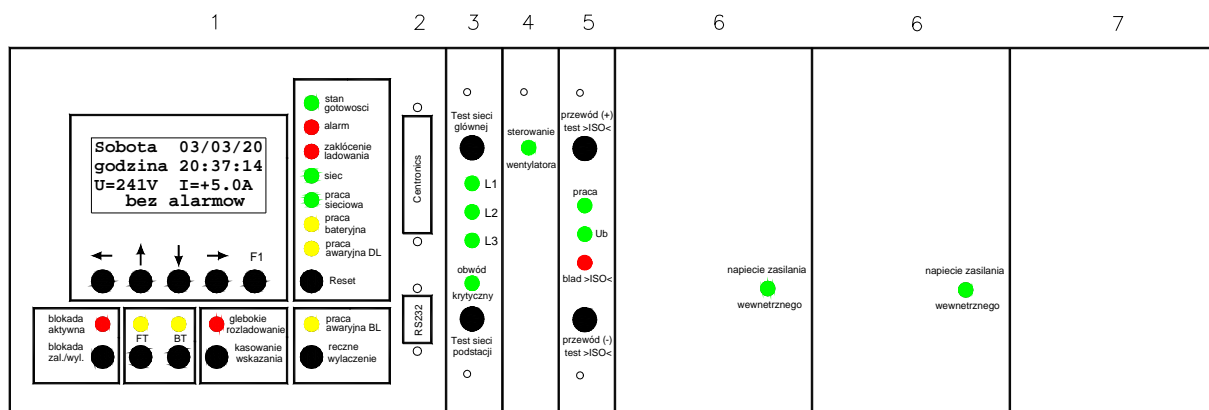 1
2
3
4
5
6
6
7
Sobota 03/03/20
godzina 20:37:14
U=241V I=+5.0A
bez alarmow
F1
stan
gotowosci
alarm
zaklócenie
ladowania
siec
praca
sieciowa
praca
bateryjna
praca
awaryjna DL
Reset
blokada
aktywna
blokada
zal./wyl.
FT
BT
glebokie
rozladowanie
kasowanie
wskazania
praca
awaryjna BL
reczne
wylaczenie
Centronics
RS232
Test sieci
glównej
L1
L2
L3
obwód
krytyczny
Test sieci
podstacji
sterowanie
wentylatora
przewód (+)
test >ISO<
praca
Ub
blad >ISO<
przewód (-)
test >ISO<
napiecie zasilania
wewnetrznego
napiecie zasilania
wewnetrznego